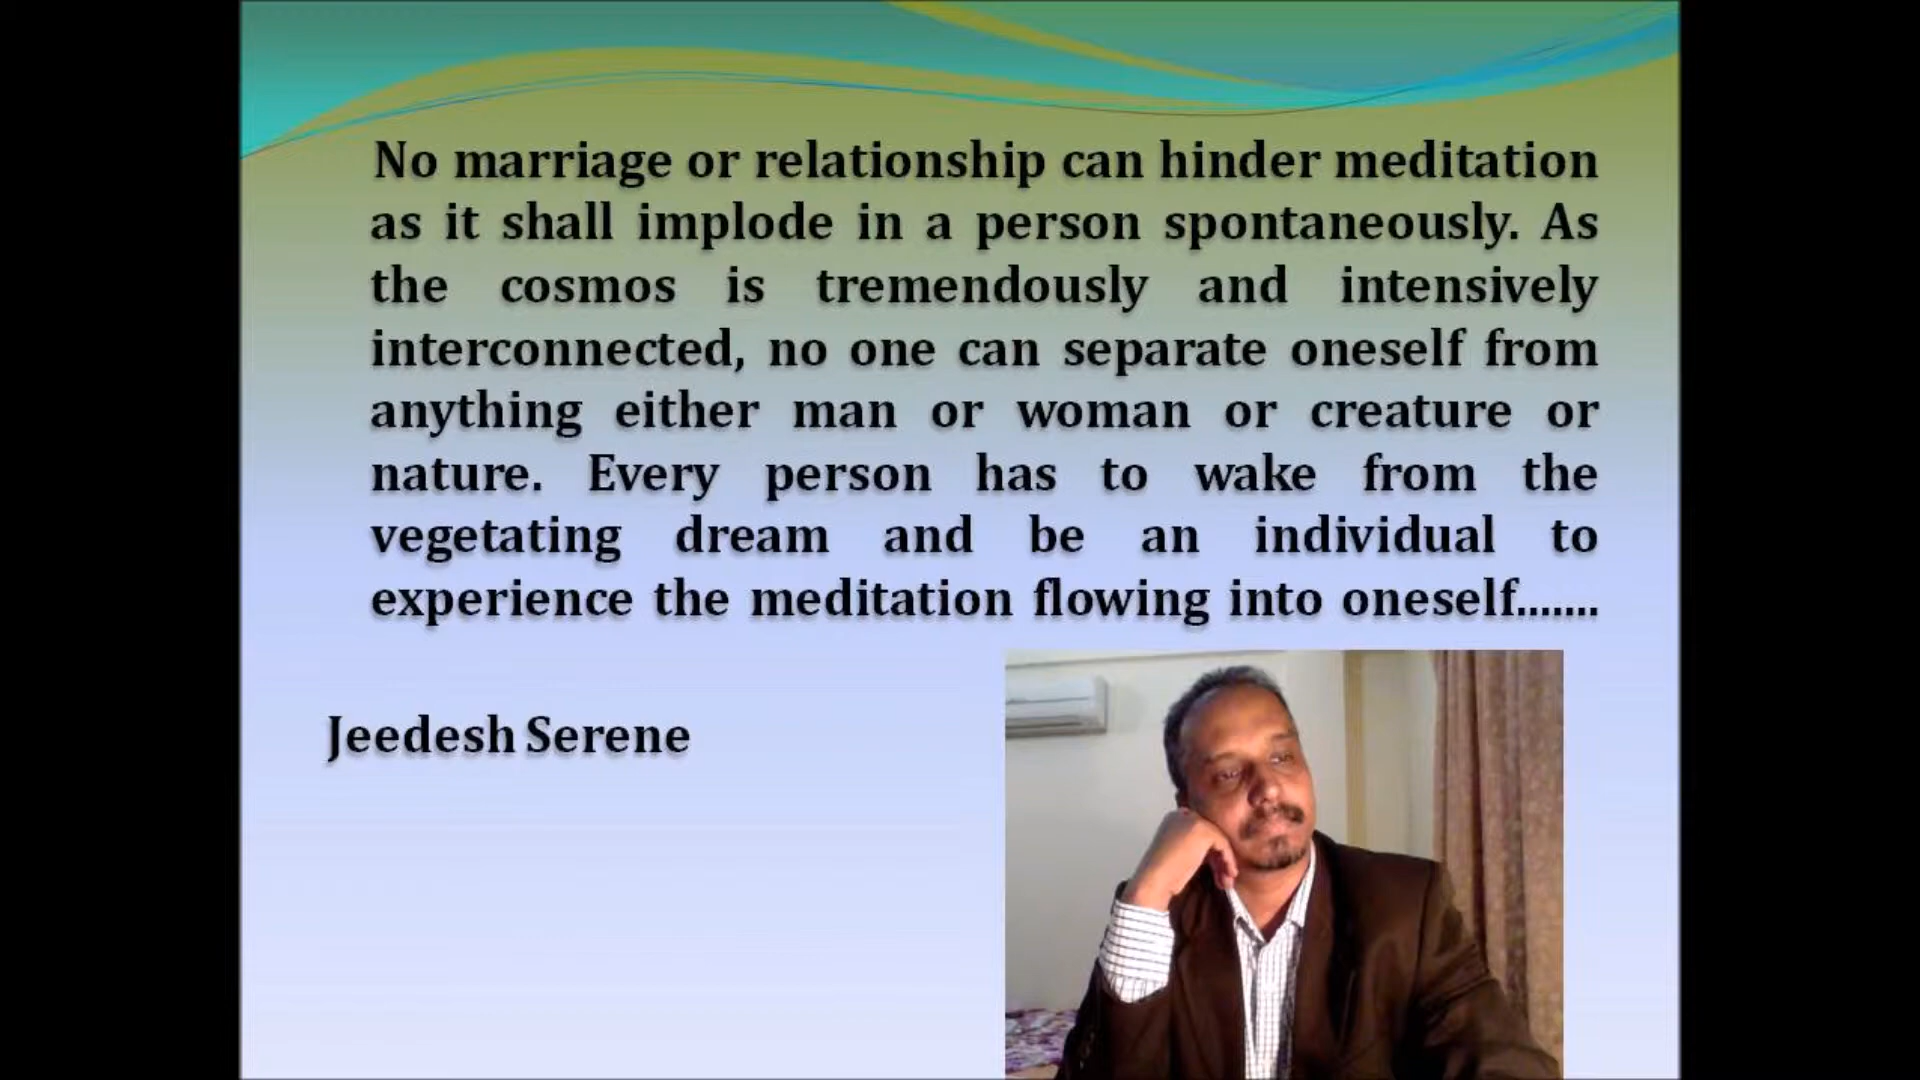 No marriage or relationship can hinder meditation
as it shall implode in a person spontaneously. As
the cosmos is tremendously and intensively
interconnected, no one can separate oneself from
anything either man or woman or creature or
nature. Every person has to wake from the
vegetating dream and be an individual to
experience the meditation flowing into oneself.......
Jeedesh Serene